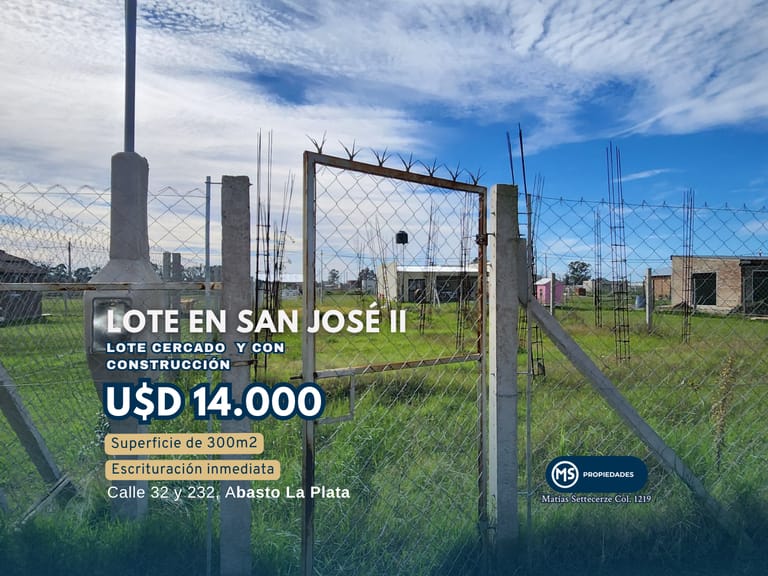 LOTE EN SAN JOSÉ II
LOTE CERCADO Y CON
CONSTRUCCIÓN
U$D 14.000
Superficie de 300m2
Escrituración inmediata
Calle 32 y 232, Abasto La Plata
MS PROPIEDADES
Matías Settecerze Col. 1219